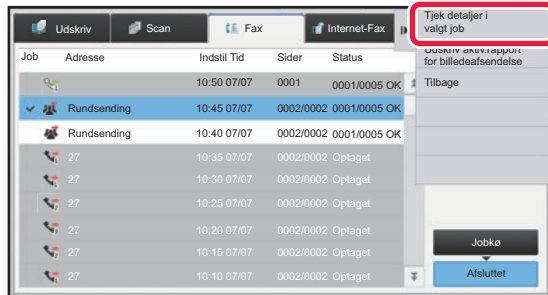 Udskriv Scan Fax Internet-Fax
Tjek detaljer i
valgt job
Udskriv aktiv.rapport
for billedeafsendelse
Tilbage
Job Adresse Indstil Tid Sider Status
10:50 07/07 0001 0001/0005 OK
Rundsending 10:45 07/07 0002/0002 0001/0005 OK
Rundsending 10:40 07/07 0002/0002 0001/0005 OK
27 10:35 07/07 0002/0002 Optaget
27 10:30 07/07 0002/0002 Optaget
27 10:25 07/07 0002/0002 Optaget
27 10:20 07/07 0002/0002 Optaget
27 10:15 07/07 0002/0002 Optaget
27 10:10 07/07 0002/0002 Optaget
Jobkø
Afsluttet